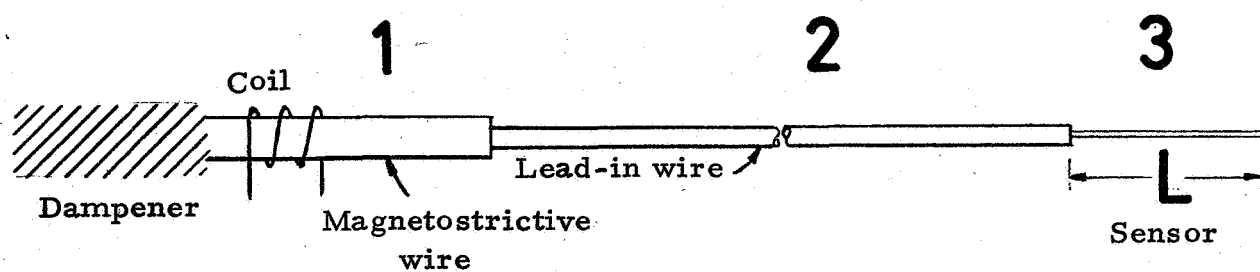 1 2 3
Coil
Lead-in wire
L
Dampener
Magnetostrictive
wire
Sensor